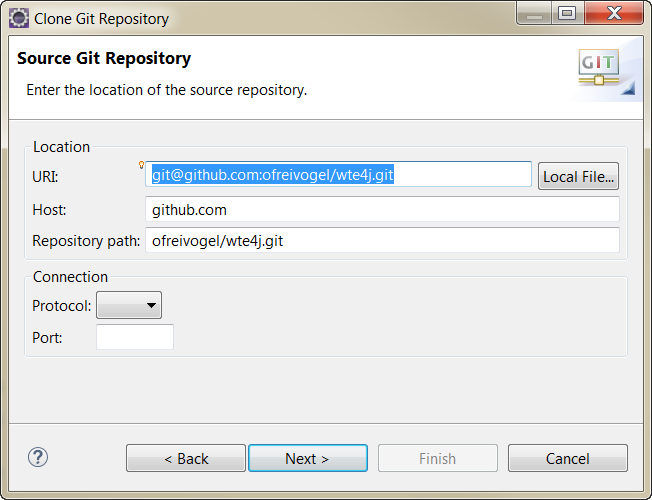 Clone Git Repository
Source Git Repository
Enter the location of the source repository.
GIT
Location
URI: git@github.com:ofreivogel/wte4j.git Local File...
Host: github.com
Repository path: ofreivogel/wte4j.git
Connection
Protocol:
Port:
? < Back Next > Finish Cancel